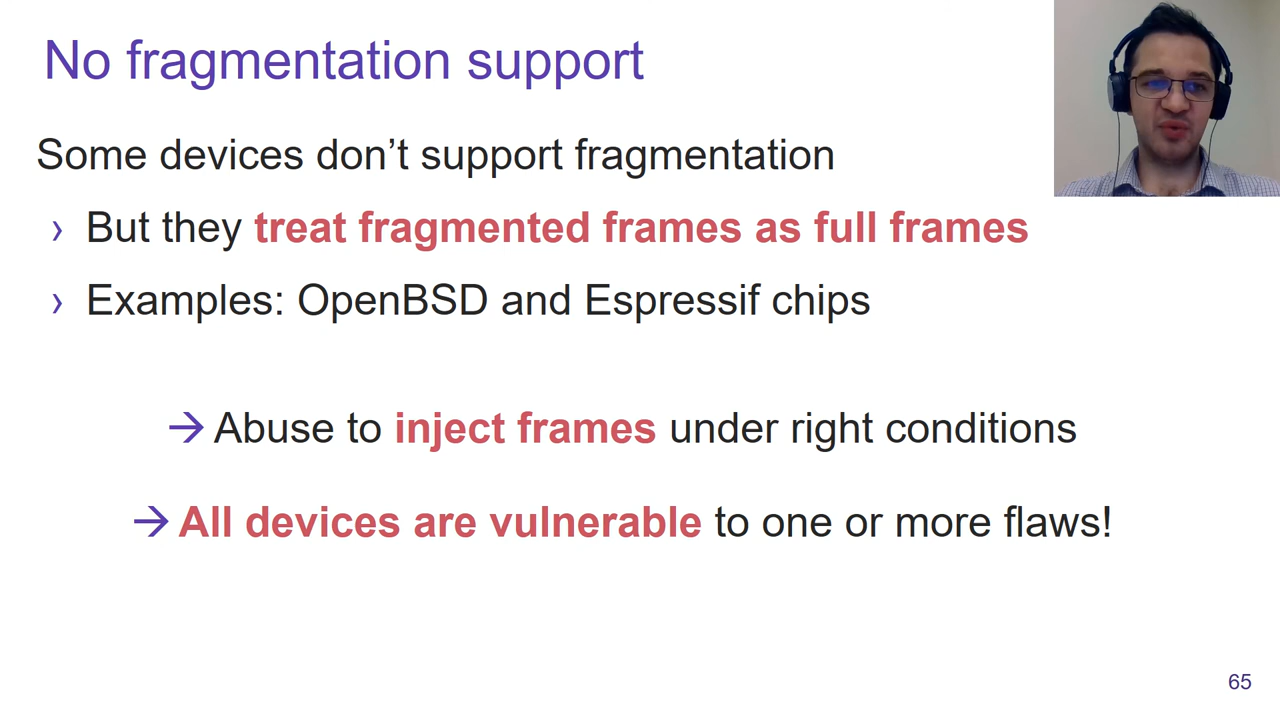 No fragmentation support
Some devices don’t support fragmentation
› But they treat fragmented frames as full frames
› Examples: OpenBSD and Espressif chips
→ Abuse to inject frames under right conditions
→ All devices are vulnerable to one or more flaws!
65